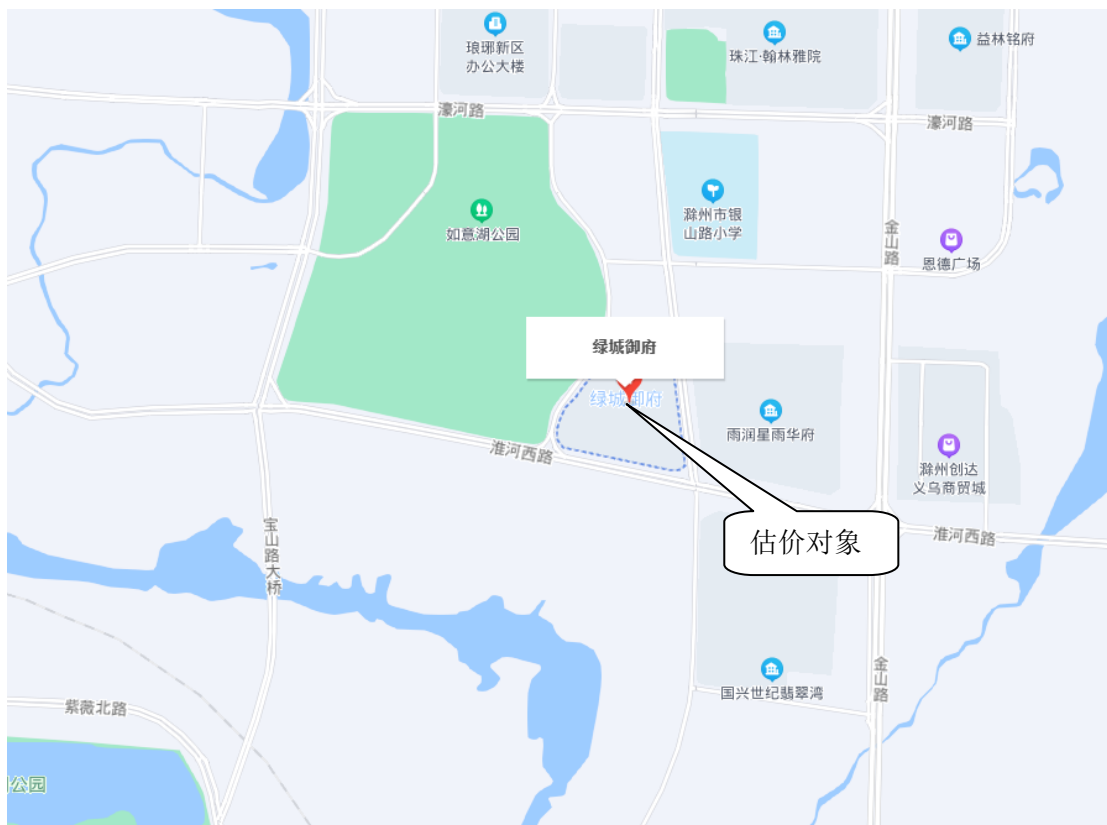 琅琊新区
办公大楼
珠江·翰林雅院
益林铭府
濠河路
濠河路
滁州市银
山路小学
如意湖公园
金山路
恩德广场
绿城御府
绿城御府
雨润星雨华府
淮河西路
滁州创达
义乌商贸城
估价对象
淮河西路
宝山路大桥
国兴世纪翡翠湾
金山路
紫薇北路
公园